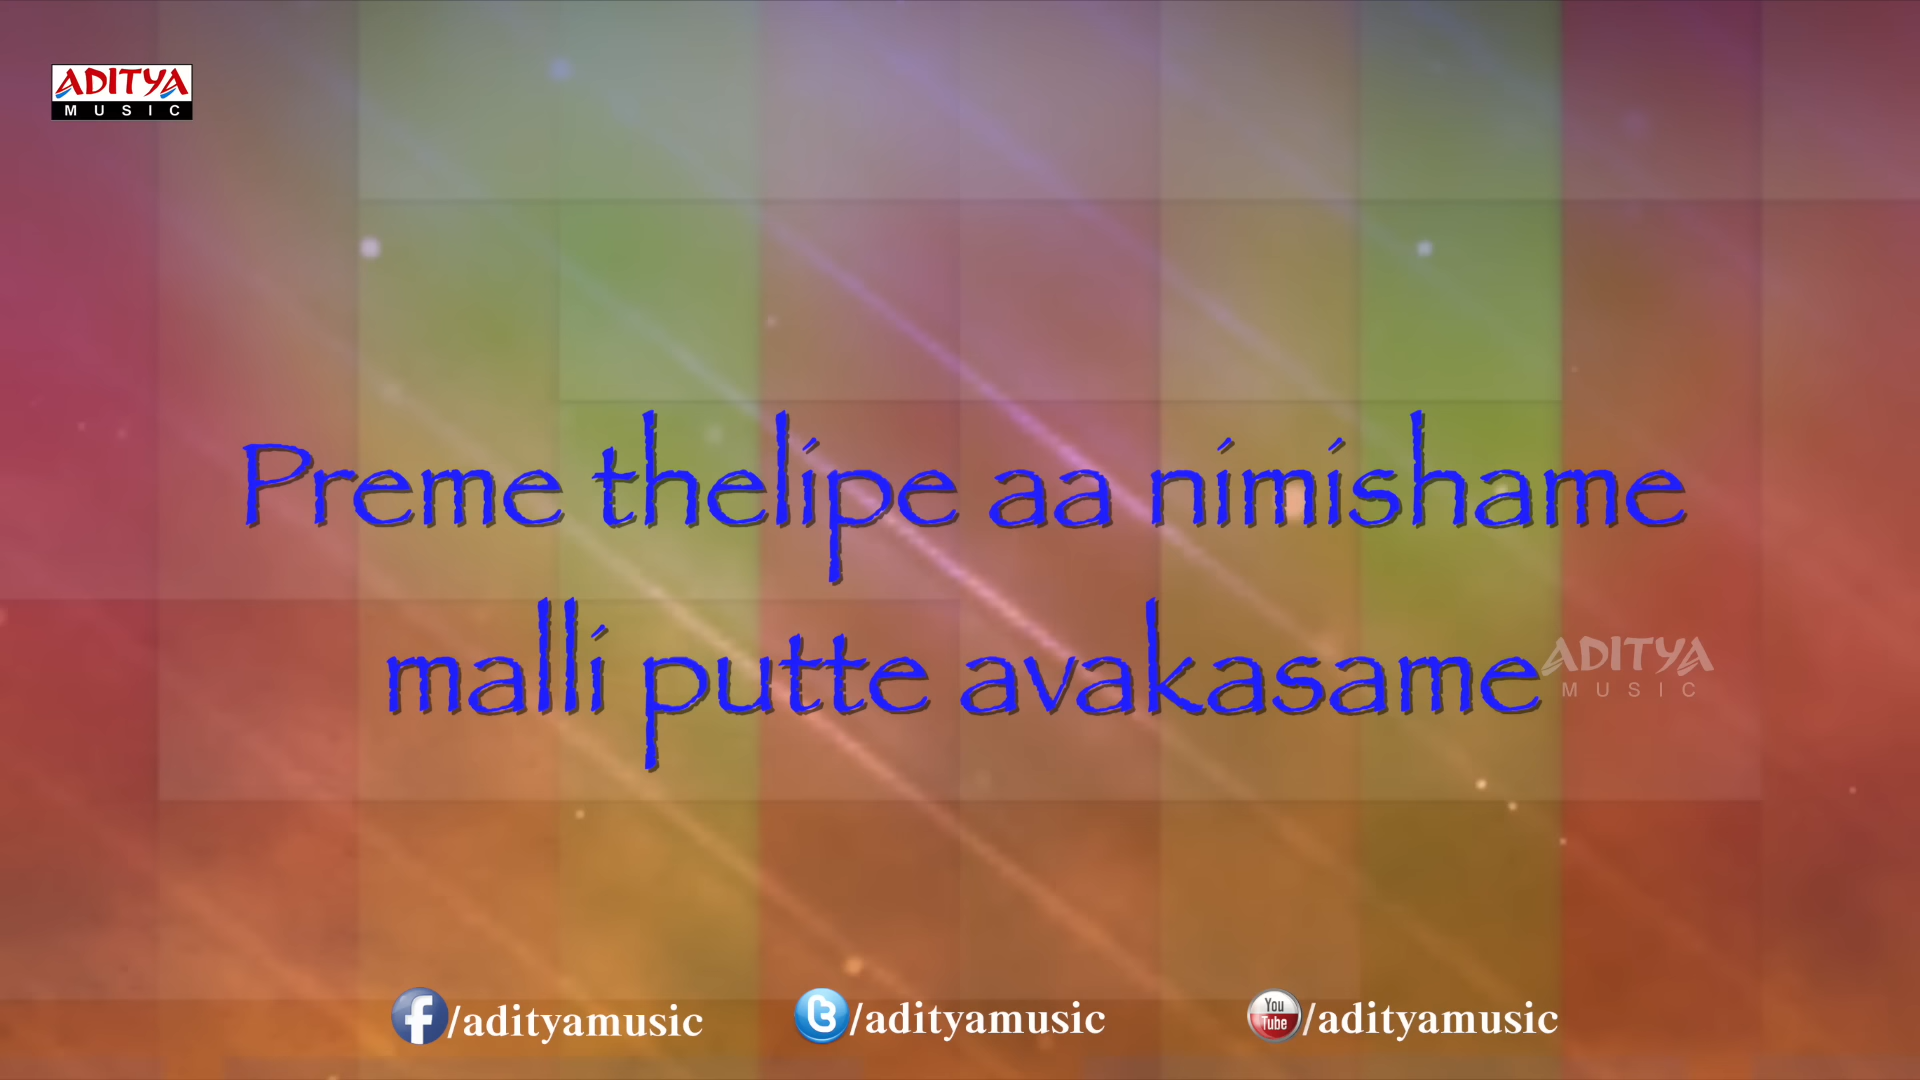 ADITYA
MUSIC
Preme thelipe aa nimishame
malli putte avakasame
ADITYA
MUSIC
f/adityamusic
t/adityamusic
You Tube/adityamusic